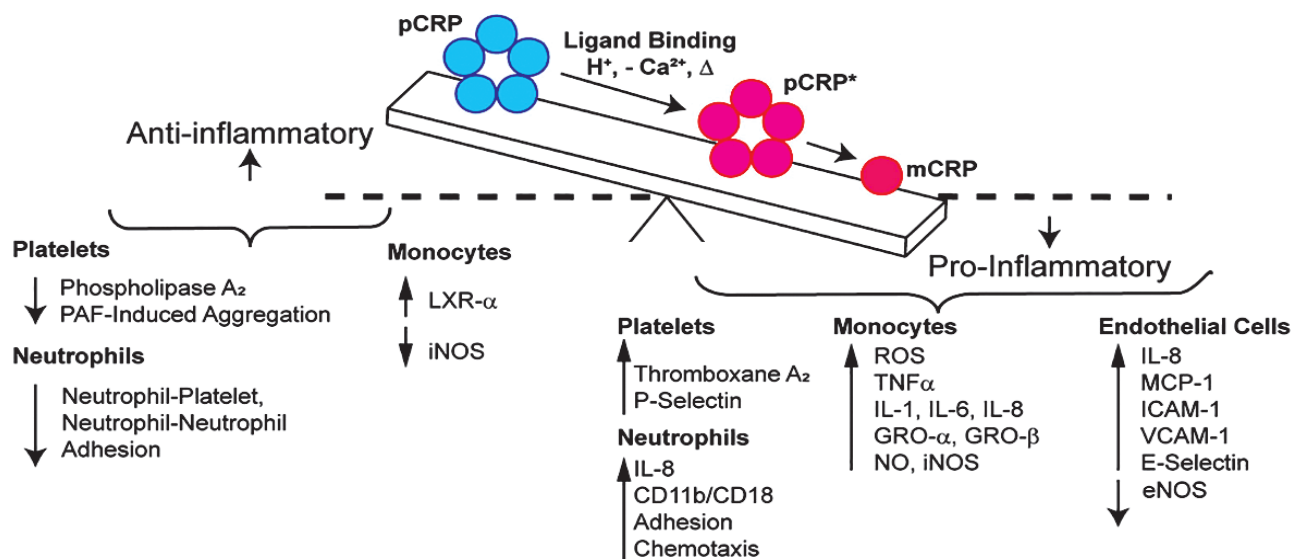 pCRP
Ligand Binding
H⁺, - Ca²⁺, Δ
pCRP*
mCRP
Anti-inflammatory
Platelets
Phospholipase A₂
PAF-Induced Aggregation
Neutrophils
Neutrophil-Platelet,
Neutrophil-Neutrophil
Adhesion
Monocytes
LXR-α
iNOS
Pro-Inflammatory
Platelets
Thromboxane A₂
P-Selectin
Neutrophils
IL-8
CD11b/CD18
Adhesion
Chemotaxis
Monocytes
ROS
TNFα
IL-1, IL-6, IL-8
GRO-α, GRO-β
NO, iNOS
Endothelial Cells
IL-8
MCP-1
ICAM-1
VCAM-1
E-Selectin
eNOS